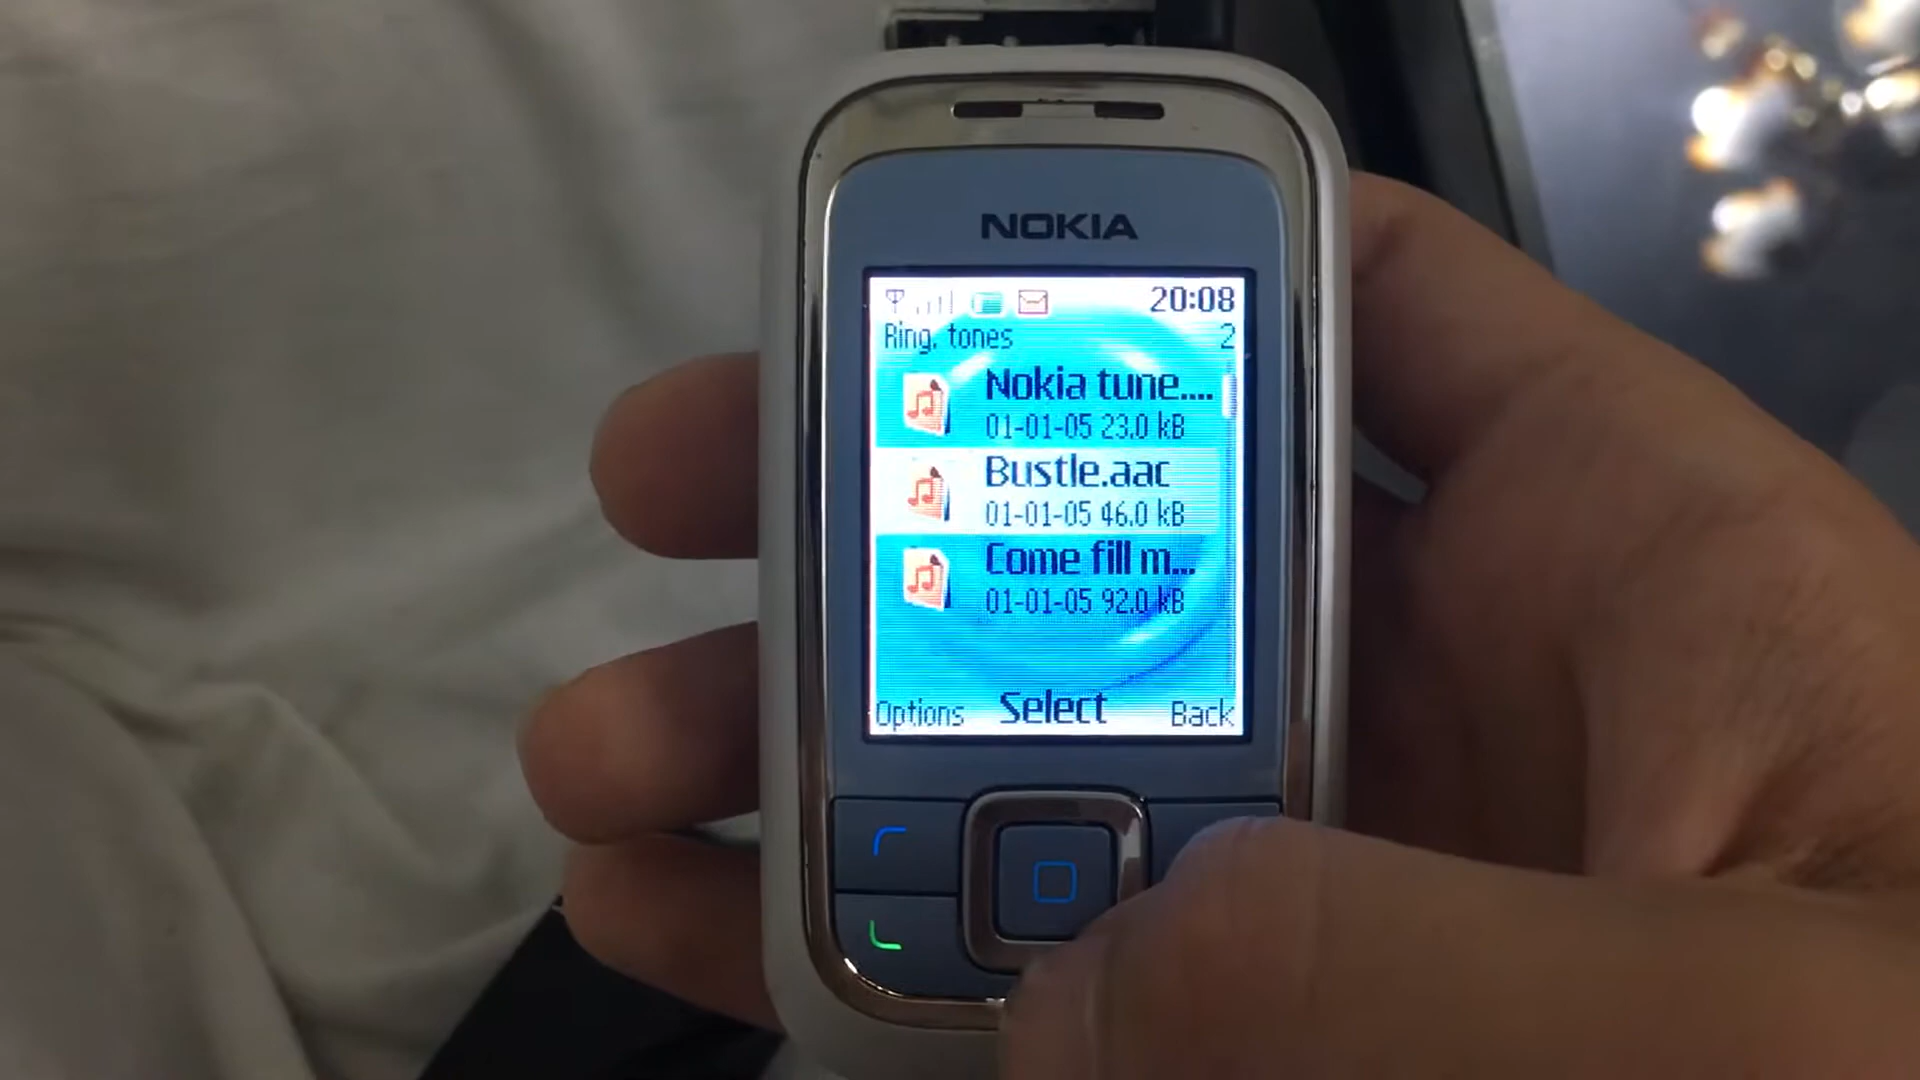 NOKIA
20:08
Ring. tones 2
Nokia tune....
01-01-05 23.0 kB
Bustle.aac
01-01-05 46.0 kB
Come fill m...
01-01-05 92.0 kB
Options Select Back